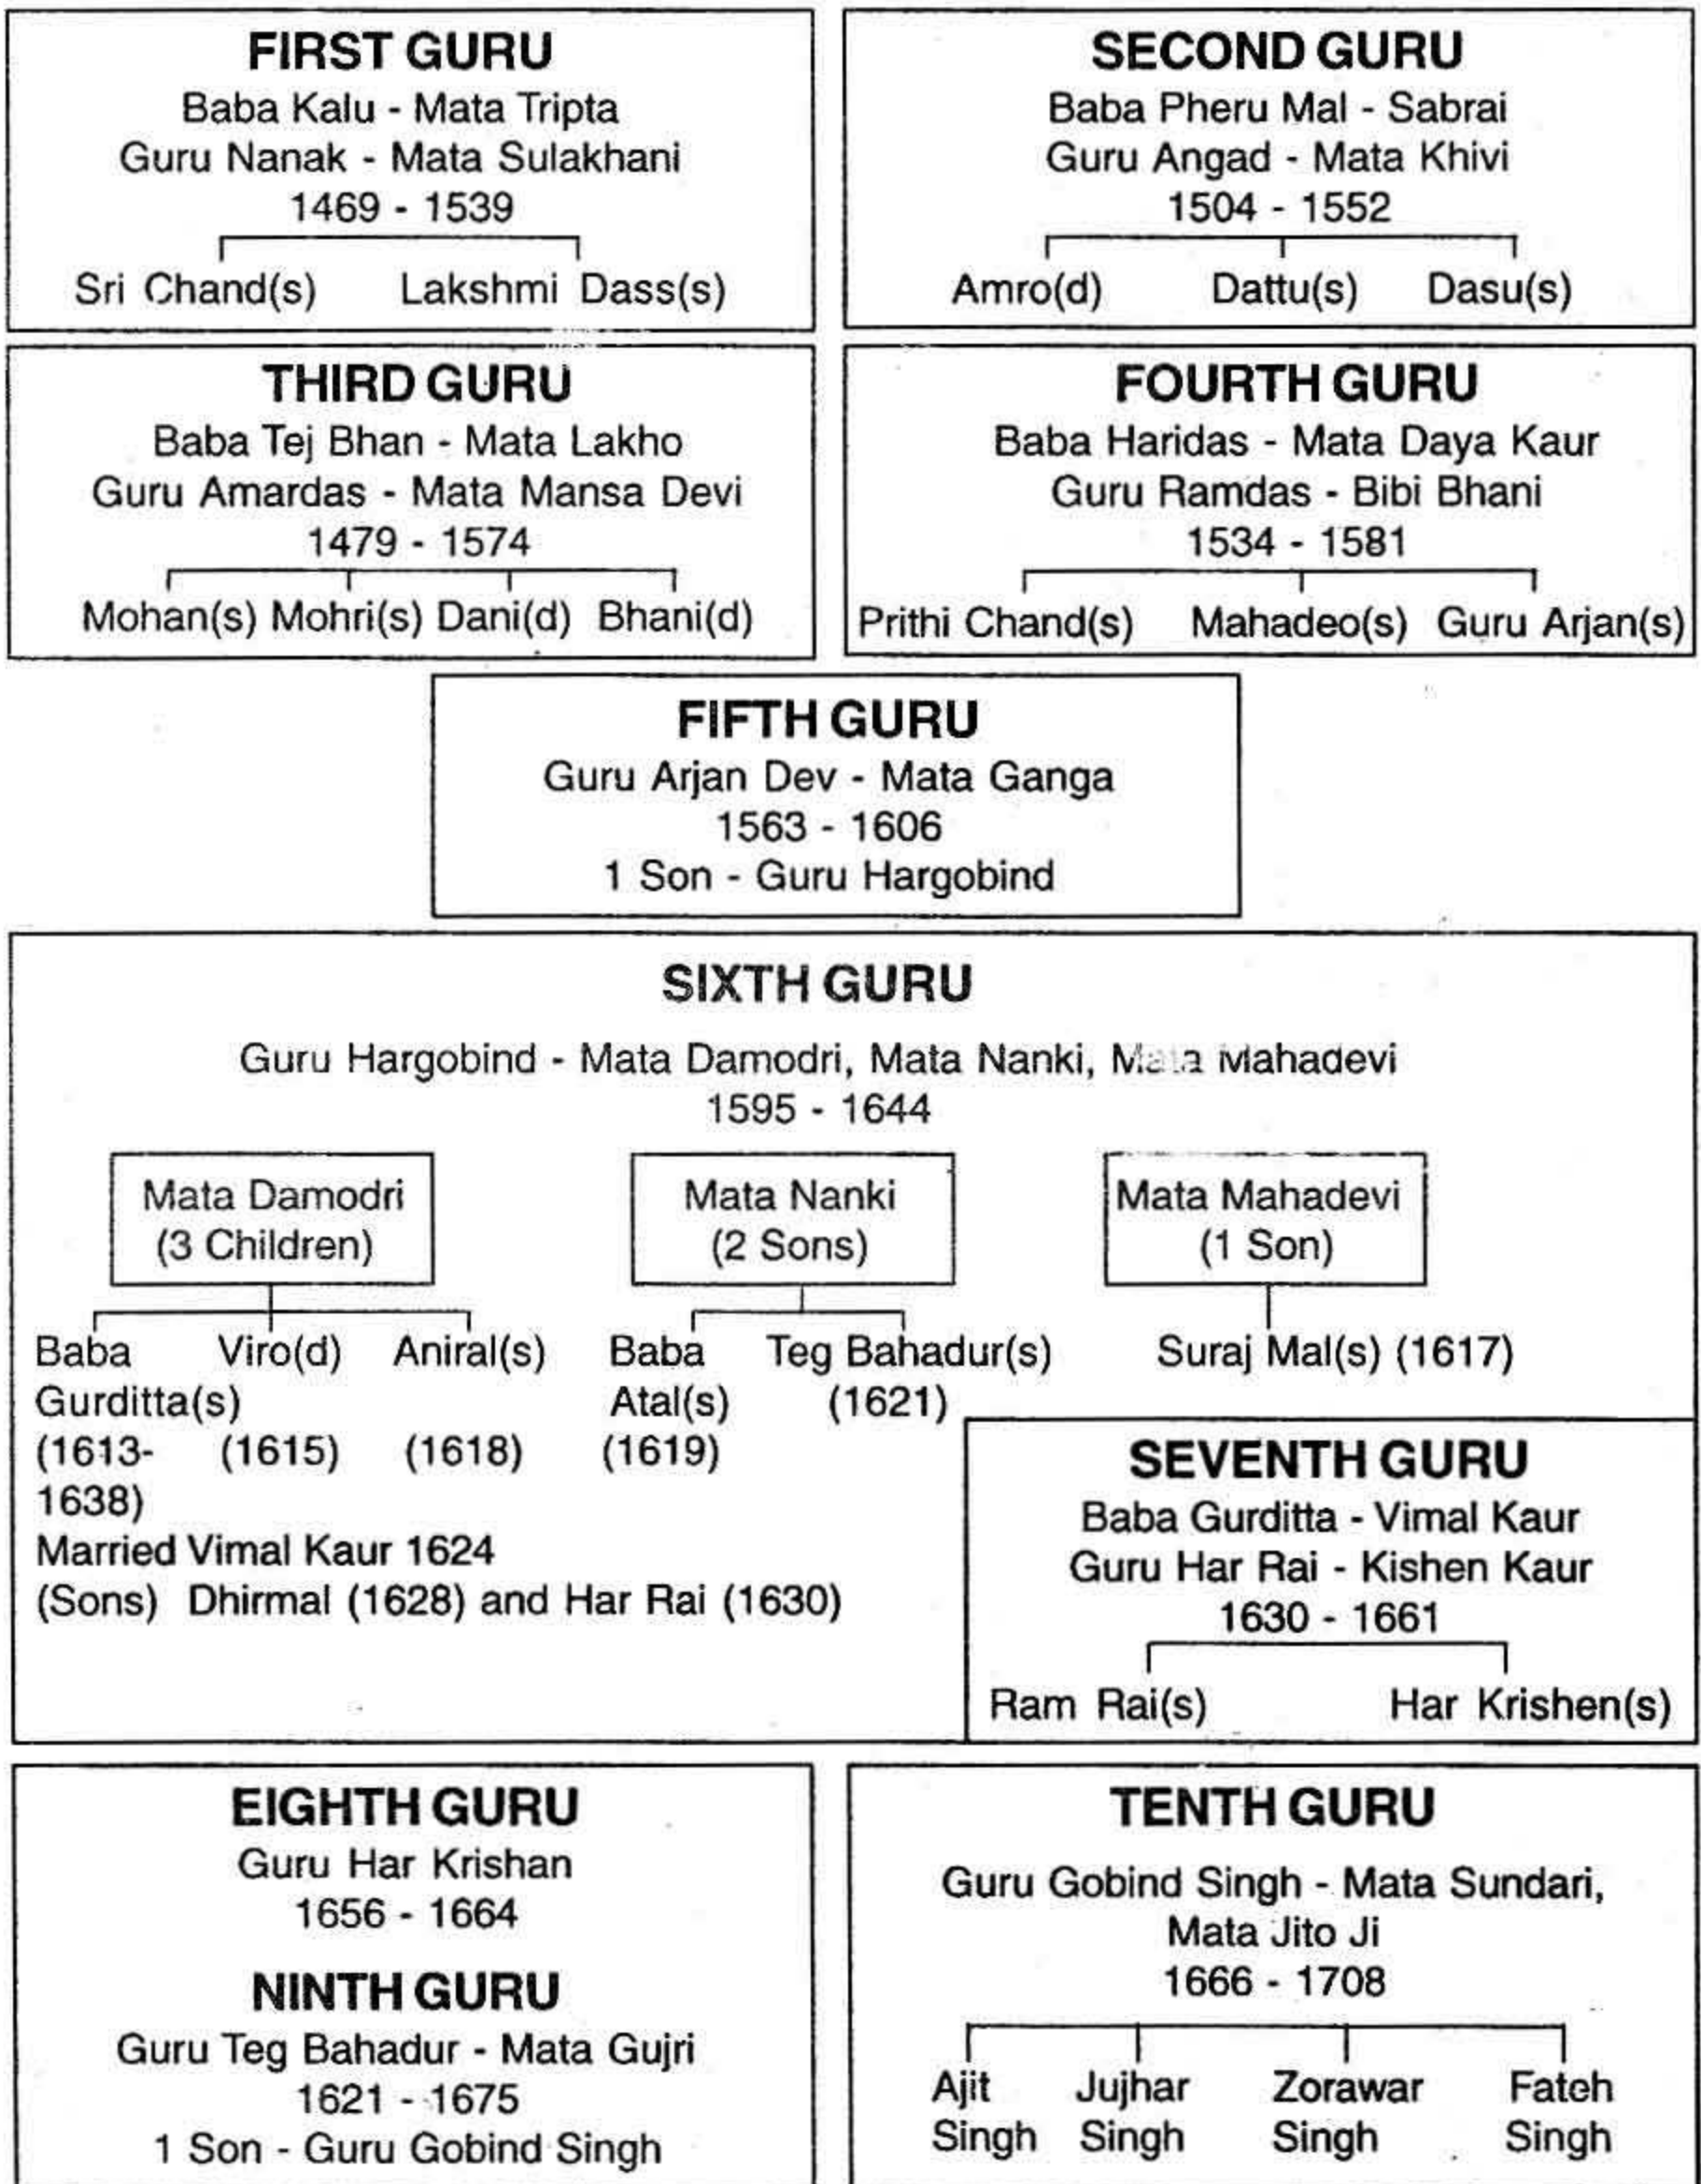 FIRST GURU
Baba Kalu - Mata Tripta
Guru Nanak - Mata Sulakhani
1469 - 1539
Sri Chand(s) Lakshmi Dass(s)
SECOND GURU
Baba Pheru Mal - Sabrai
Guru Angad - Mata Khivi
1504 - 1552
Amro(d) Dattu(s) Dasu(s)
THIRD GURU
Baba Tej Bhan - Mata Lakho
Guru Amardas - Mata Mansa Devi
1479 - 1574
Mohan(s) Mohri(s) Dani(d) Bhani(d)
FOURTH GURU
Baba Haridas - Mata Daya Kaur
Guru Ramdas - Bibi Bhani
1534 - 1581
Prithi Chand(s) Mahadeo(s) Guru Arjan(s)
FIFTH GURU
Guru Arjan Dev - Mata Ganga
1563 - 1606
1 Son - Guru Hargobind
SIXTH GURU
Guru Hargobind - Mata Damodri, Mata Nanki, Mata Mahadevi
1595 - 1644
Mata Damodri
(3 Children)
Baba Viro(d) Aniral(s)
Gurditta(s)
(1613- (1615) (1618)
1638)
Married Vimal Kaur 1624
(Sons) Dhirmal (1628) and Har Rai (1630)
Mata Nanki
(2 Sons)
Baba Teg Bahadur(s)
Atal(s) (1621)
(1619)
Mata Mahadevi
(1 Son)
Suraj Mal(s) (1617)
SEVENTH GURU
Baba Gurditta - Vimal Kaur
Guru Har Rai - Kishen Kaur
1630 - 1661
Ram Rai(s) Har Krishen(s)
EIGHTH GURU
Guru Har Krishan
1656 - 1664
NINTH GURU
Guru Teg Bahadur - Mata Gujri
1621 - 1675
1 Son - Guru Gobind Singh
TENTH GURU
Guru Gobind Singh - Mata Sundari,
Mata Jito Ji
1666 - 1708
Ajit Jujhar Zorawar Fateh
Singh Singh Singh Singh